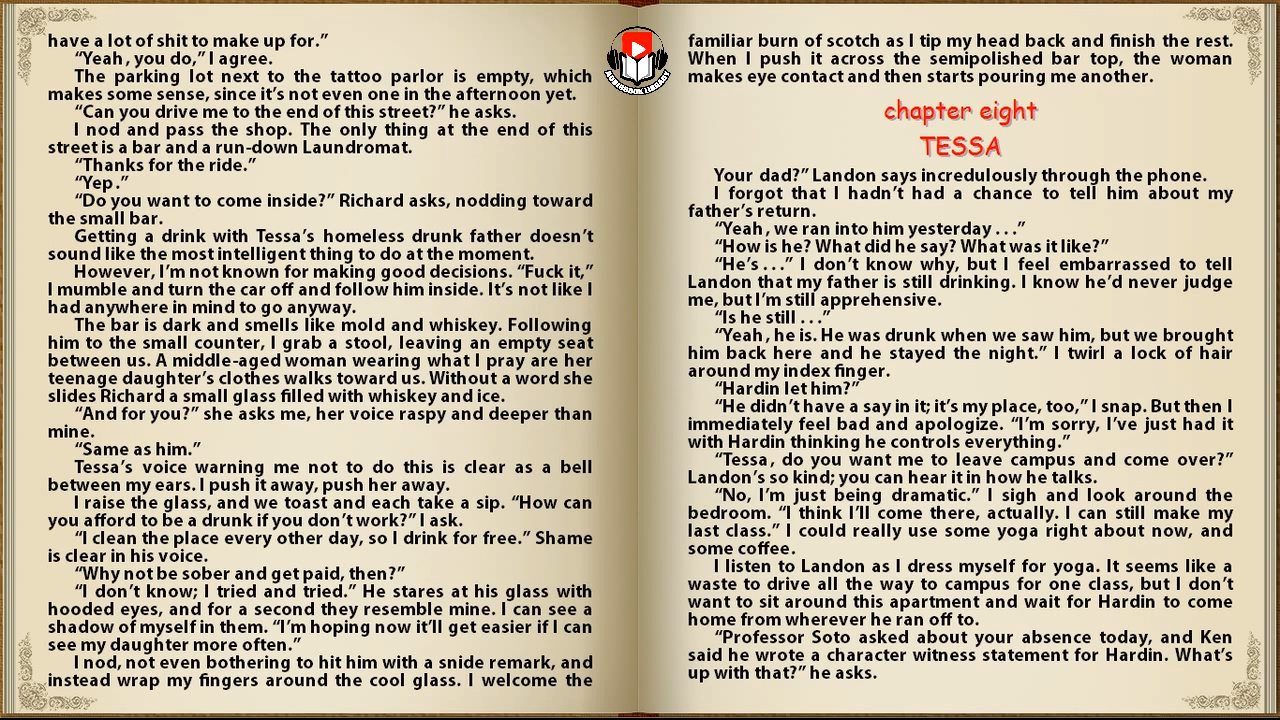 have a lot of shit to make up for.”
“Yeah, you do,” I agree.
The parking lot next to the tattoo parlor is empty, which
makes some sense, since it’s not even one in the afternoon yet.
“Can you drive me to the end of this street?” he asks.
I nod and pass the shop. The only thing at the end of this
street is a bar and a run-down Laundromat.
“Thanks for the ride.”
“Yep.”
“Do you want to come inside?” Richard asks, nodding toward
the small bar.
Getting a drink with Tessa’s homeless drunk father doesn’t
sound like the most intelligent thing to do at the moment.
However, I’m not known for making good decisions. “Fuck it,”
I mumble and turn the car off and follow him inside. It’s not like I
had anywhere in mind to go anyway.
The bar is dark and smells like mold and whiskey. Following
him to the small counter, I grab a stool, leaving an empty seat
between us. A middle-aged woman wearing what I pray are her
teenage daughter’s clothes walks toward us. Without a word she
slides Richard a small glass filled with whiskey and ice.
“And for you?” she asks me, her voice raspy and deeper than
mine.
“Same as him.”
Tessa’s voice warning me not to do this is clear as a bell
between my ears. I push it away, push her away.
I raise the glass, and we toast and each take a sip. “How can
you afford to be a drunk if you don’t work?” I ask.
“I clean the place every other day, so I drink for free.” Shame
is clear in his voice.
“Why not be sober and get paid, then?”
“I don’t know; I tried and tried.” He stares at his glass with
hooded eyes, and for a second they resemble mine. I can see a
shadow of myself in them. “I’m hoping now it’ll get easier if I can
see my daughter more often.”
I nod, not even bothering to hit him with a snide remark, and
instead wrap my fingers around the cool glass. I welcome the
AUDIOBOOK LIBRARY
familiar burn of scotch as I tip my head back and finish the rest.
When I push it across the semipolished bar top, the woman
makes eye contact and then starts pouring me another.
chapter eight
TESSA
Your dad?” Landon says incredulously through the phone.
I forgot that I hadn’t had a chance to tell him about my
father’s return.
“Yeah, we ran into him yesterday . . .”
“How is he? What did he say? What was it like?”
“He’s . . .” I don’t know why, but I feel embarrassed to tell
Landon that my father is still drinking. I know he’d never judge
me, but I’m still apprehensive.
“Is he still . . .”
“Yeah, he is. He was drunk when we saw him, but we brought
him back here and he stayed the night.” I twirl a lock of hair
around my index finger.
“Hardin let him?”
“He didn’t have a say in it; it’s my place, too,” I snap. But then I
immediately feel bad and apologize. “I’m sorry, I’ve just had it
with Hardin thinking he controls everything.”
“Tessa, do you want me to leave campus and come over?”
Landon’s so kind; you can hear it in how he talks.
“No, I’m just being dramatic.” I sigh and look around the
bedroom. “I think I’ll come there, actually. I can still make my
last class.” I could really use some yoga right about now, and
some coffee.
I listen to Landon as I dress myself for yoga. It seems like a
waste to drive all the way to campus for one class, but I don’t
want to sit around this apartment and wait for Hardin to come
home from wherever he ran off to.
“Professor Soto asked about your absence today, and Ken
said he wrote a character witness statement for Hardin. What’s
up with that?” he asks.